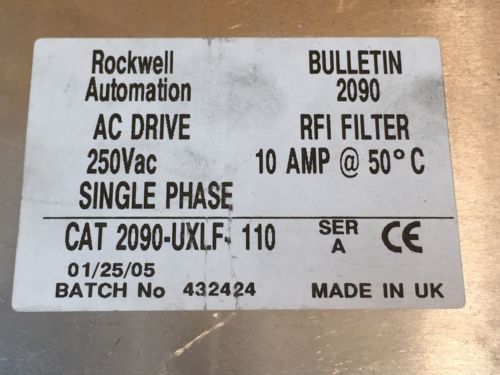 Rockwell Automation BULLETIN 2090
AC DRIVE RFI FILTER
250Vac 10 AMP @ 50°C
SINGLE PHASE
CAT 2090-UXLF- 110 SER A CE
01/25/05
BATCH No 432424 MADE IN UK